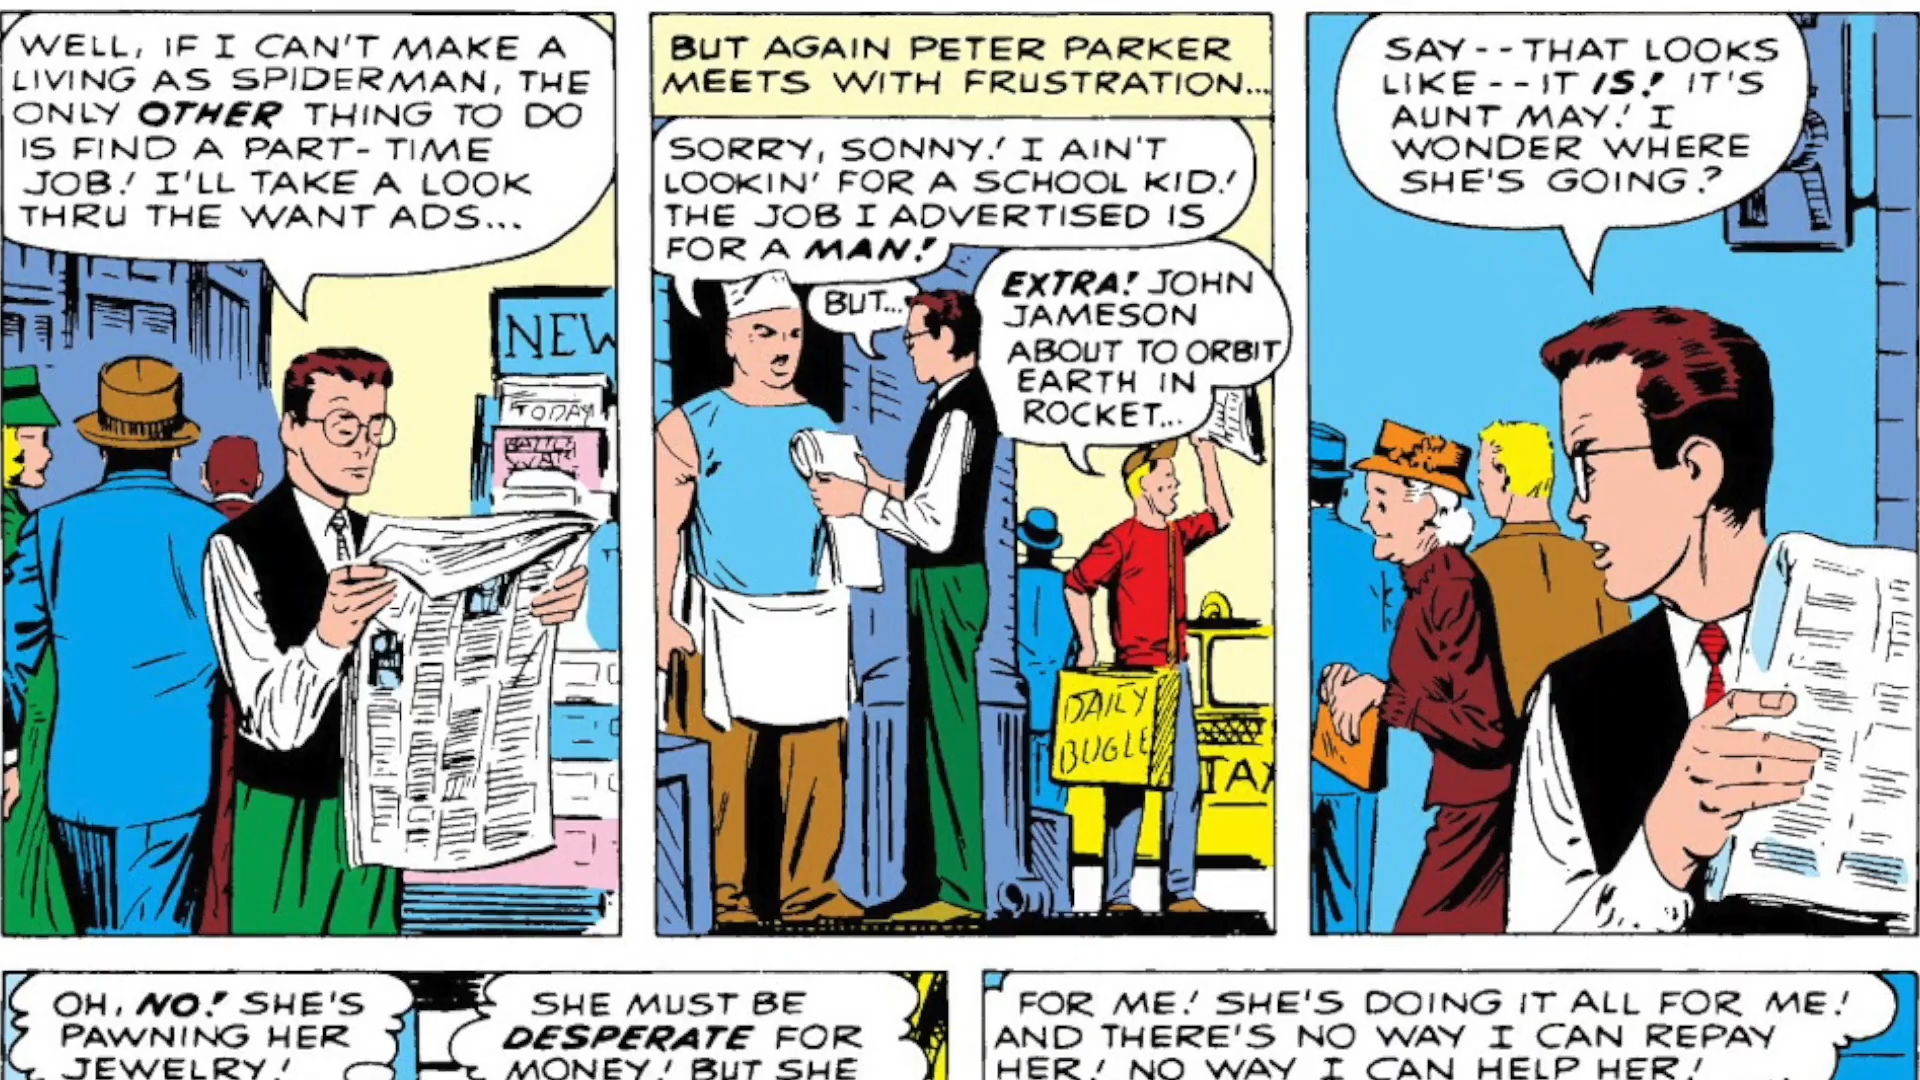 WELL, IF I CAN'T MAKE A
LIVING AS SPIDERMAN, THE
ONLY OTHER THING TO DO
IS FIND A PART-TIME
JOB! I'LL TAKE A LOOK
THRU THE WANT ADS...
NEW
TODAY
BUT AGAIN PETER PARKER
MEETS WITH FRUSTRATION...
SORRY, SONNY! I AIN'T
LOOKIN' FOR A SCHOOL KID!
THE JOB I ADVERTISED IS
FOR A MAN!
BUT...
EXTRA! JOHN
JAMESON
ABOUT TO ORBIT
EARTH IN
ROCKET...
DAILY
BUGLE
TAX
SAY--THAT LOOKS
LIKE--IT IS! IT'S
AUNT MAY! I
WONDER WHERE
SHE'S GOING?
OH, NO! SHE'S
PAWNING HER
JEWELRY!
SHE MUST BE
DESPERATE FOR
MONEY! BUT SHE
FOR ME! SHE'S DOING IT ALL FOR ME!
AND THERE'S NO WAY I CAN REPAY
HER! NO WAY I CAN HELP HER!